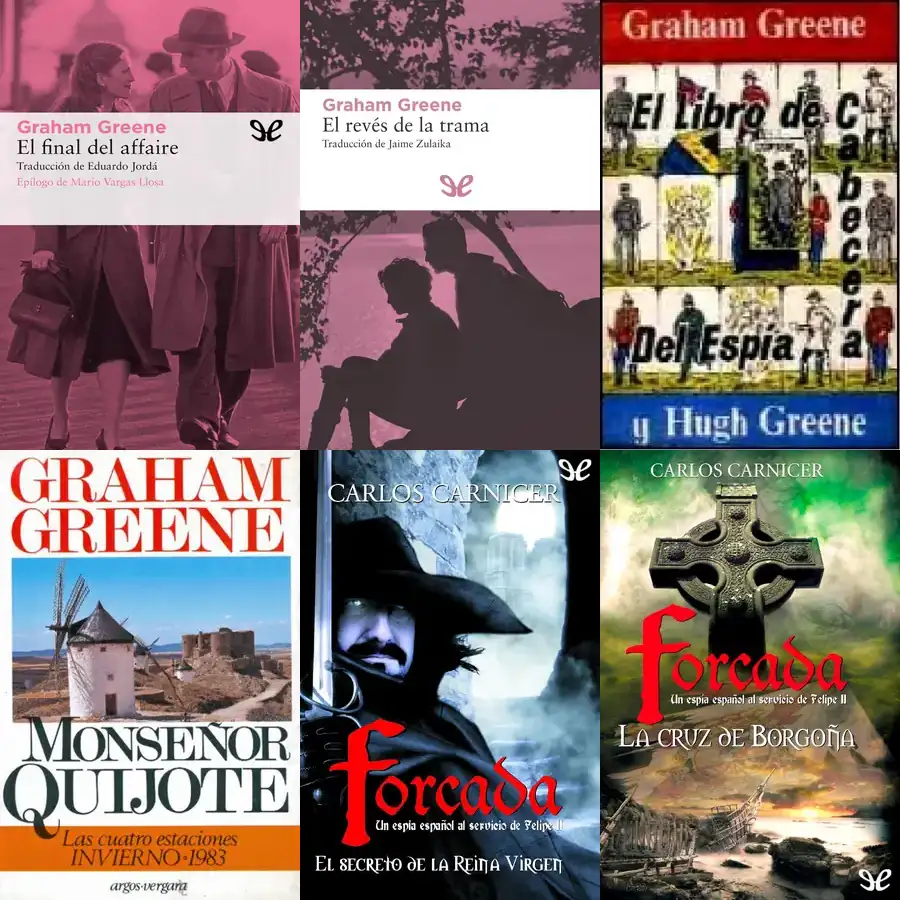 Graham Greene
El final del affaire
Traducción de Eduardo Jordá
Epílogo de Mario Vargas Llosa
Graham Greene
El revés de la trama
Traducción de Jaime Zulaika
Graham Greene
El Libro de Cabecera
Del Espía
y Hugh Greene
GRAHAM
GREENE
MONSEÑOR
QUIJOTE
Las cuatro estaciones
INVIERNO·1983
argos-vergara
CARLOS CARNICER
Forcada
Un espía español al servicio de Felipe II
EL SECRETO DE LA REINA VIRGEN
CARLOS CARNICER
Forcada
Un espía español al servicio de Felipe II
LA CRUZ DE BORGOÑA